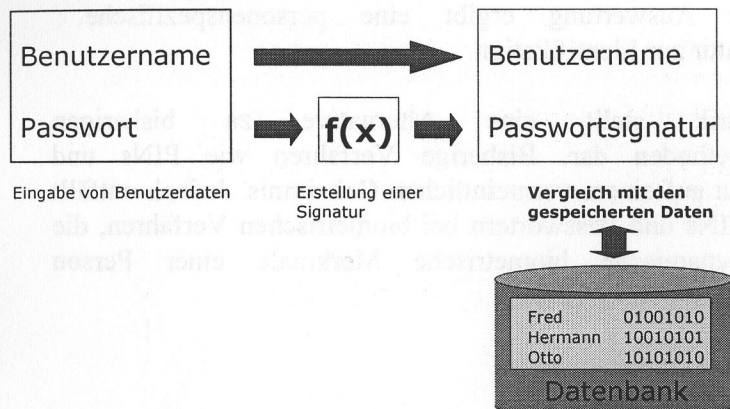 Benutzername
Benutzername
Passwort
f(x)
Passwortsignatur
Eingabe von Benutzerdaten
Erstellung einer
Signatur
Vergleich mit den
gespeicherten Daten
Fred 01001010
Hermann 10010101
Otto 10101010
Datenbank